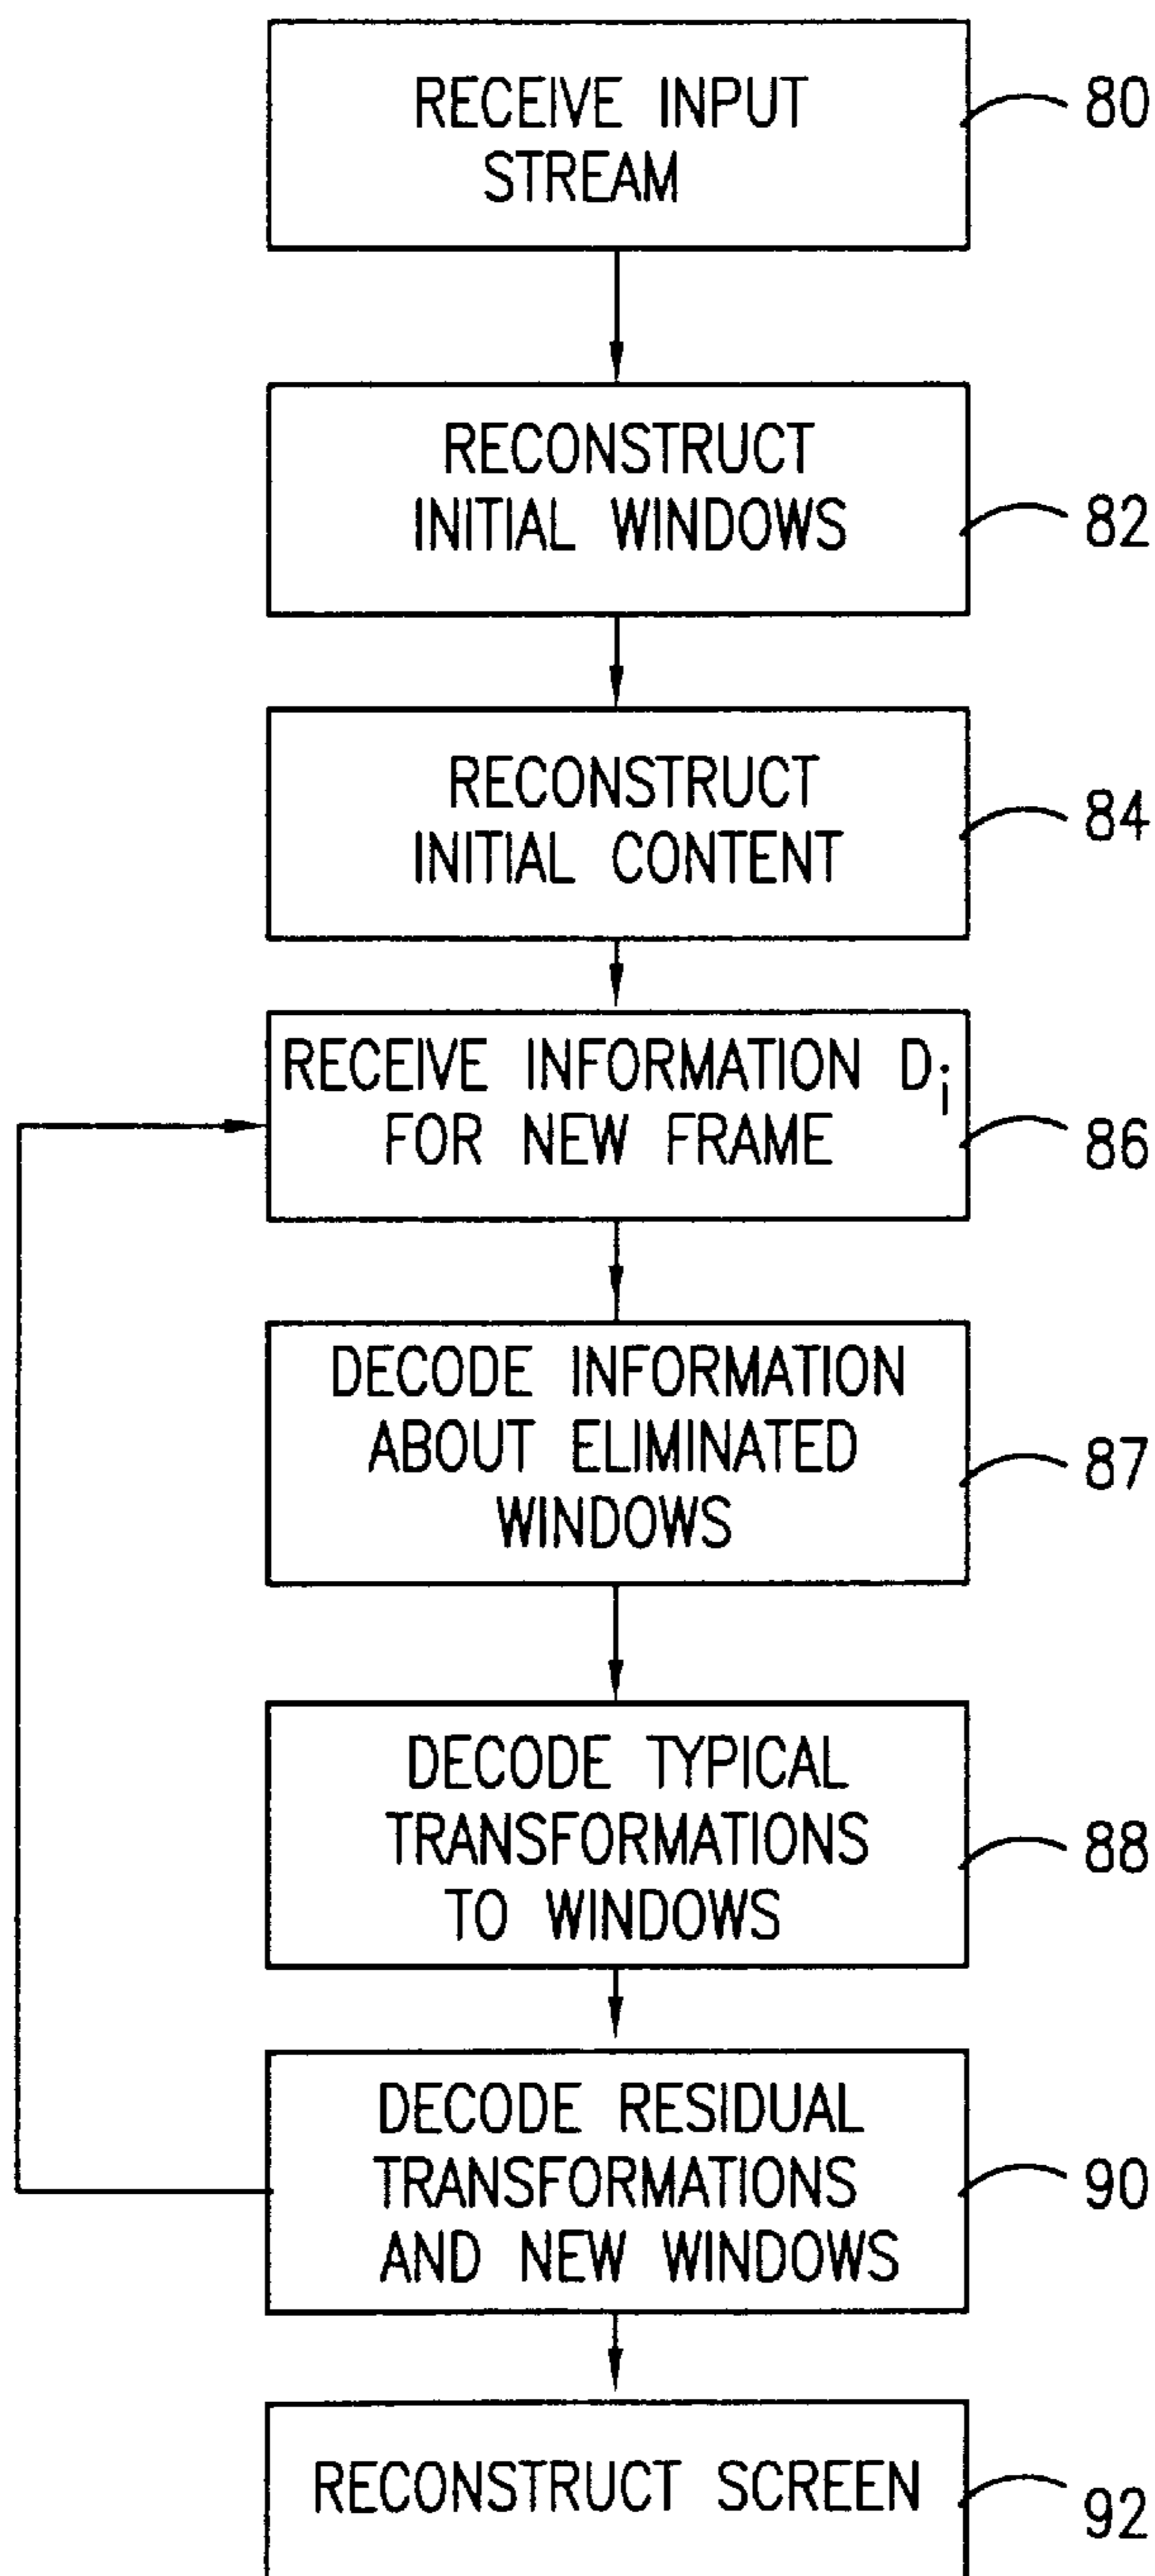 RECEIVE INPUT
STREAM
80
RECONSTRUCT
INITIAL WINDOWS
82
RECONSTRUCT
INITIAL CONTENT
84
RECEIVE INFORMATION Di
FOR NEW FRAME
86
DECODE INFORMATION
ABOUT ELIMINATED
WINDOWS
87
DECODE TYPICAL
TRANSFORMATIONS
TO WINDOWS
88
DECODE RESIDUAL
TRANSFORMATIONS
AND NEW WINDOWS
90
RECONSTRUCT SCREEN
92